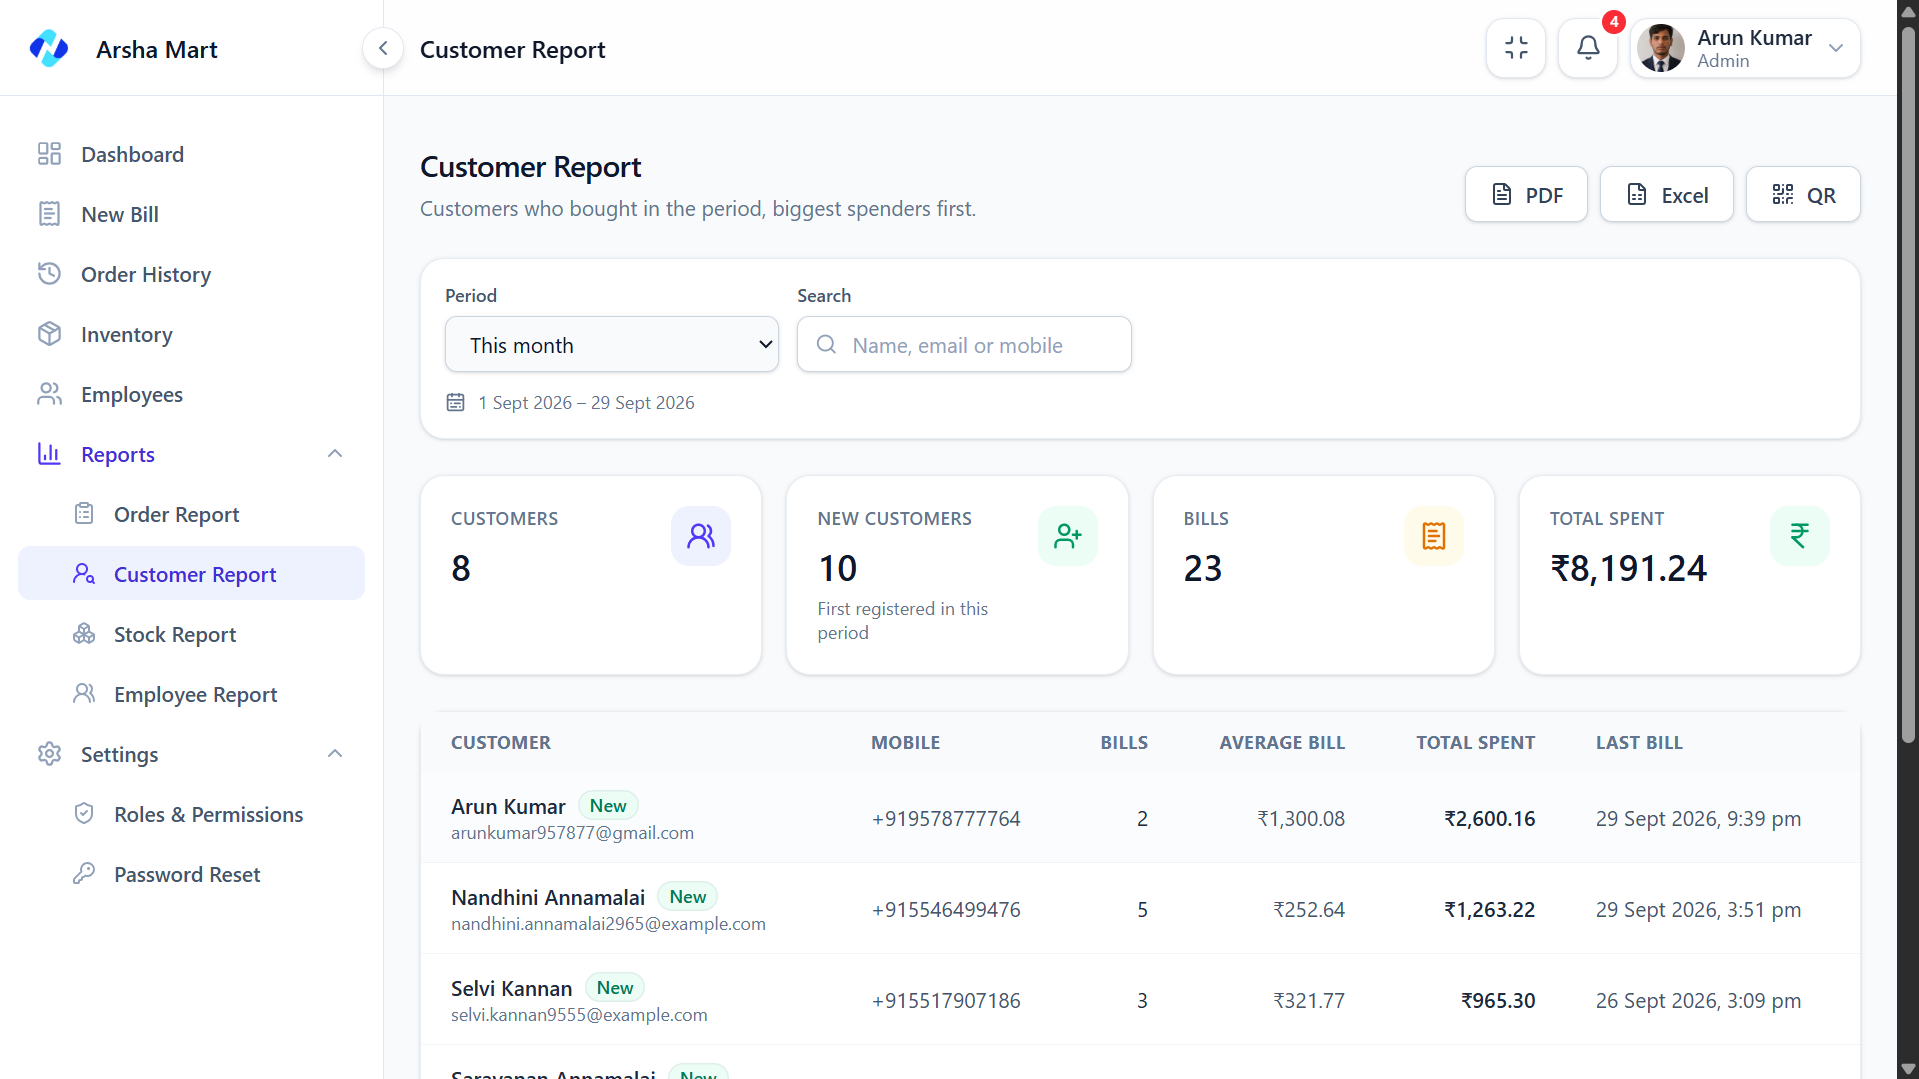 Arsha Mart
Customer Report
4
Arun Kumar
Admin
Dashboard
New Bill
Order History
Inventory
Employees
Reports
Order Report
Customer Report
Stock Report
Employee Report
Settings
Roles & Permissions
Password Reset
Customer Report
Customers who bought in the period, biggest spenders first.
PDF
Excel
QR
Period
Search
This month
Name, email or mobile
1 Sept 2026 – 29 Sept 2026
CUSTOMERS
8
NEW CUSTOMERS
10
First registered in this
period
BILLS
23
TOTAL SPENT
₹8,191.24
CUSTOMER MOBILE BILLS AVERAGE BILL TOTAL SPENT LAST BILL
Arun Kumar New
arunkumar957877@gmail.com
+919578777764 2 ₹1,300.08 ₹2,600.16 29 Sept 2026, 9:39 pm
Nandhini Annamalai New
nandhini.annamalai2965@example.com
+915546499476 5 ₹252.64 ₹1,263.22 29 Sept 2026, 3:51 pm
Selvi Kannan New
selvi.kannan9555@example.com
+915517907186 3 ₹321.77 ₹965.30 26 Sept 2026, 3:09 pm
Saravanan Annamalai New